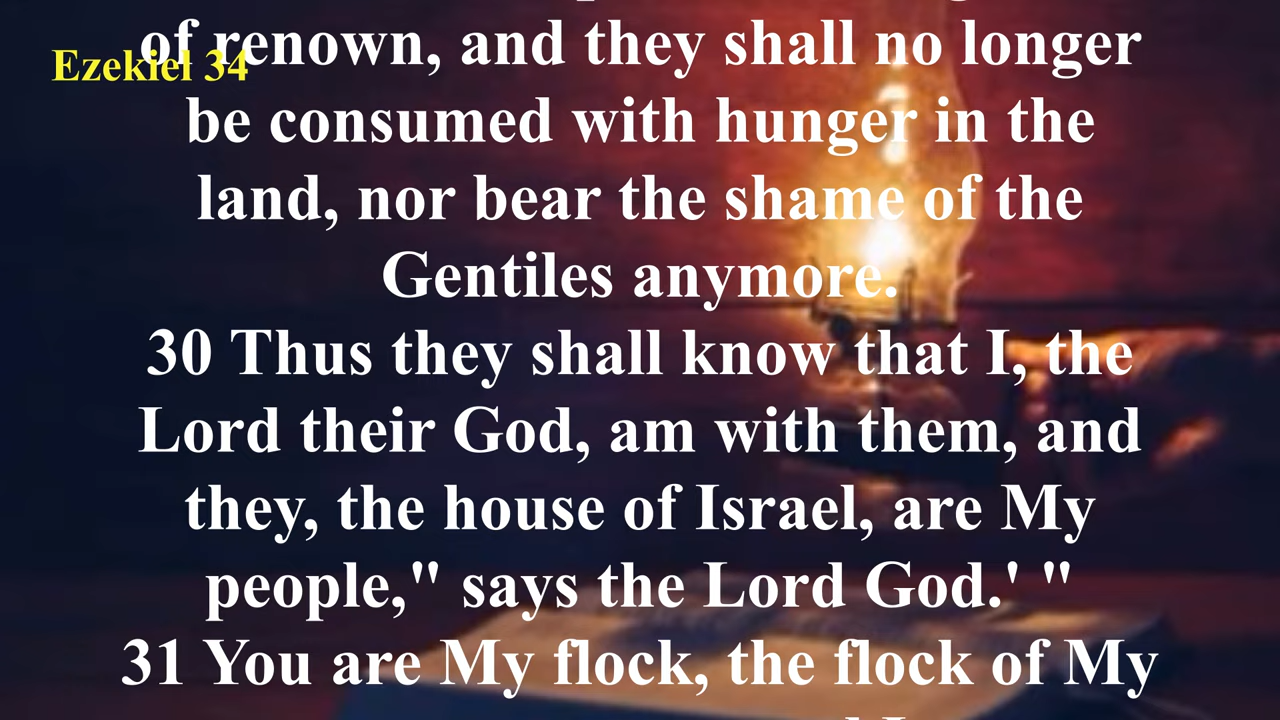 Ezekiel 34
of renown, and they shall no longer
be consumed with hunger in the
land, nor bear the shame of the
Gentiles anymore.
30 Thus they shall know that I, the
Lord their God, am with them, and
they, the house of Israel, are My
people," says the Lord God.' "
31 You are My flock, the flock of My